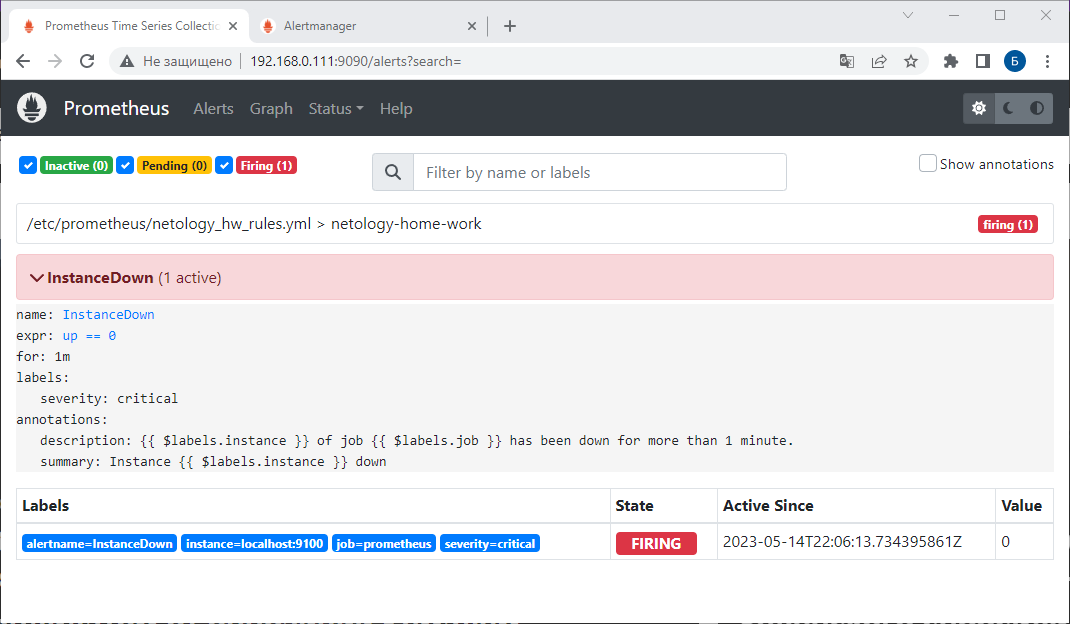 Prometheus Time Series Collectio
Alertmanager
Не защищено
192.168.0.111:9090/alerts?search=
Б
Prometheus
Alerts
Graph
Status
Help
Inactive (0)
Pending (0)
Firing (1)
Filter by name or labels
Show annotations
/etc/prometheus/netology_hw_rules.yml > netology-home-work
firing (1)
InstanceDown (1 active)
name: InstanceDown
expr: up == 0
for: 1m
labels:
severity: critical
annotations:
description: {{ $labels.instance }} of job {{ $labels.job }} has been down for more than 1 minute.
summary: Instance {{ $labels.instance }} down
Labels
State
Active Since
Value
alertname=InstanceDown
instance=localhost:9100
job=prometheus
severity=critical
FIRING
2023-05-14T22:06:13.734395861Z
0